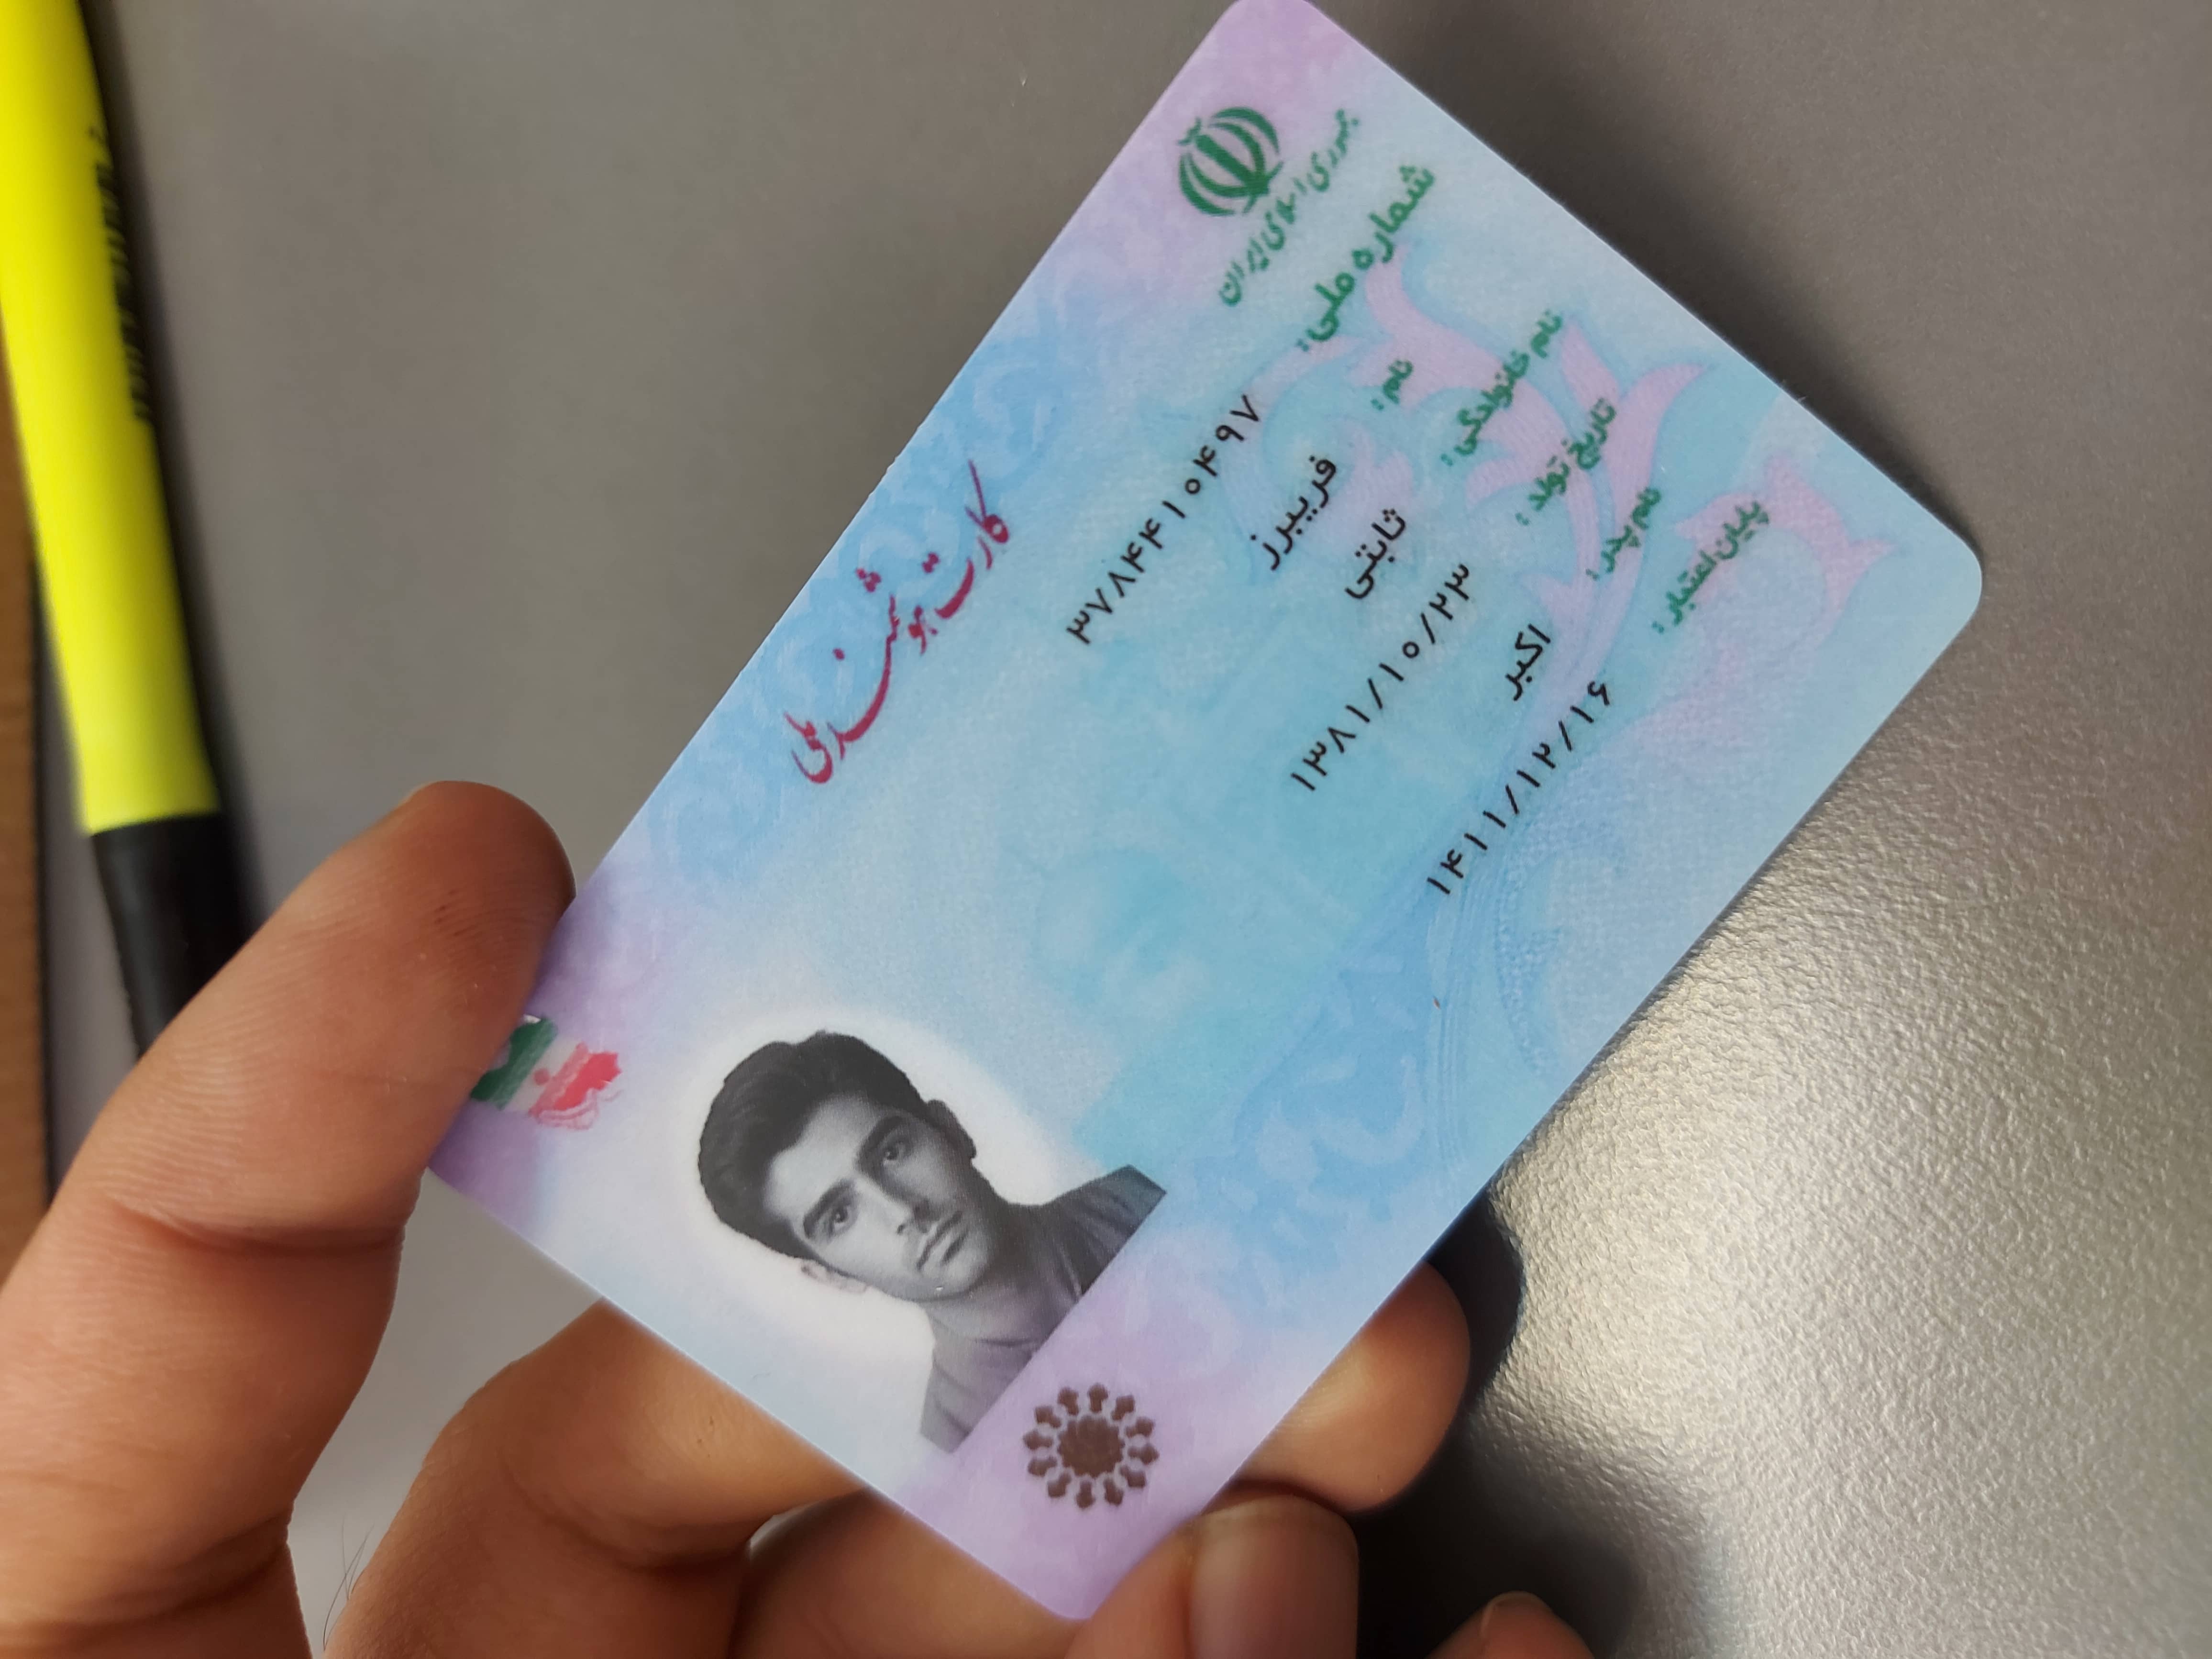 جمهوری اسلامی ایران
کارت هوشمند ملی
شماره ملی: ۳۷۸۴۴۱۰۴۹۷
نام: فریبرز
نام خانوادگی: ثابتی
تاریخ تولد: ۱۳۸۱/۱۰/۲۳
نام پدر: اکبر
پایان اعتبار: ۱۴۱۱/۱۲/۱۶